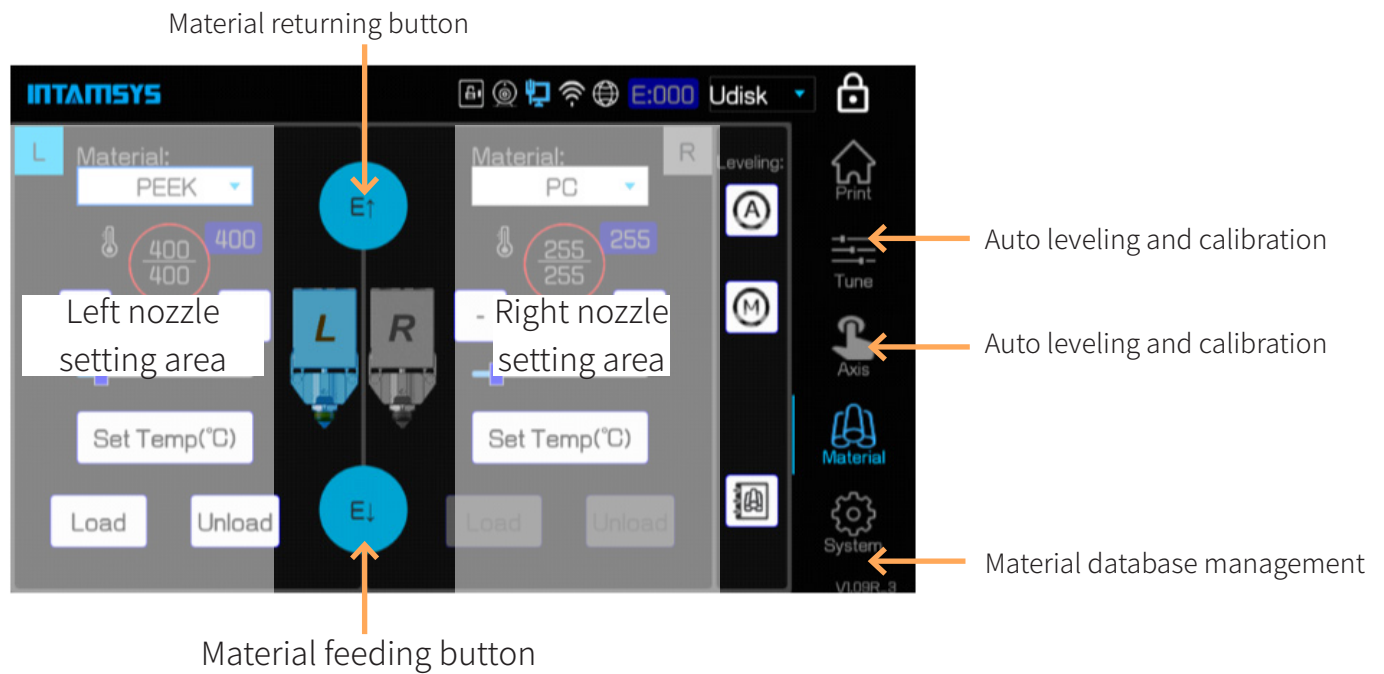 Material returning button
INTAMSYS
E:000
Udisk
L
Material:
PEEK
400
400
400
Left nozzle
setting area
Set Temp(℃)
Load
Unload
E↑
L
R
E↓
Material:
R
PC
255
255
255
-
Right nozzle
setting area
Set Temp(℃)
Load
Unload
Leveling:
A
M
Print
Tune
Axis
Material
System
V1.09R_3
Auto leveling and calibration
Auto leveling and calibration
Material database management
Material feeding button